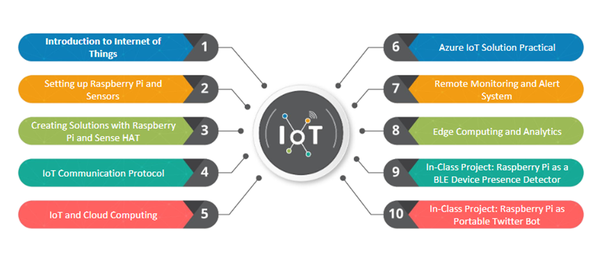 Introduction to Internet of
Things
1
Setting up Raspberry Pi and
Sensors
2
Creating Solutions with Raspberry
Pi and Sense HAT
3
IoT Communication Protocol
4
IoT and Cloud Computing
5
IoT
6
Azure IoT Solution Practical
7
Remote Monitoring and Alert
System
8
Edge Computing and Analytics
9
In-Class Project: Raspberry Pi as a
BLE Device Presence Detector
10
In-Class Project: Raspberry Pi as
Portable Twitter Bot